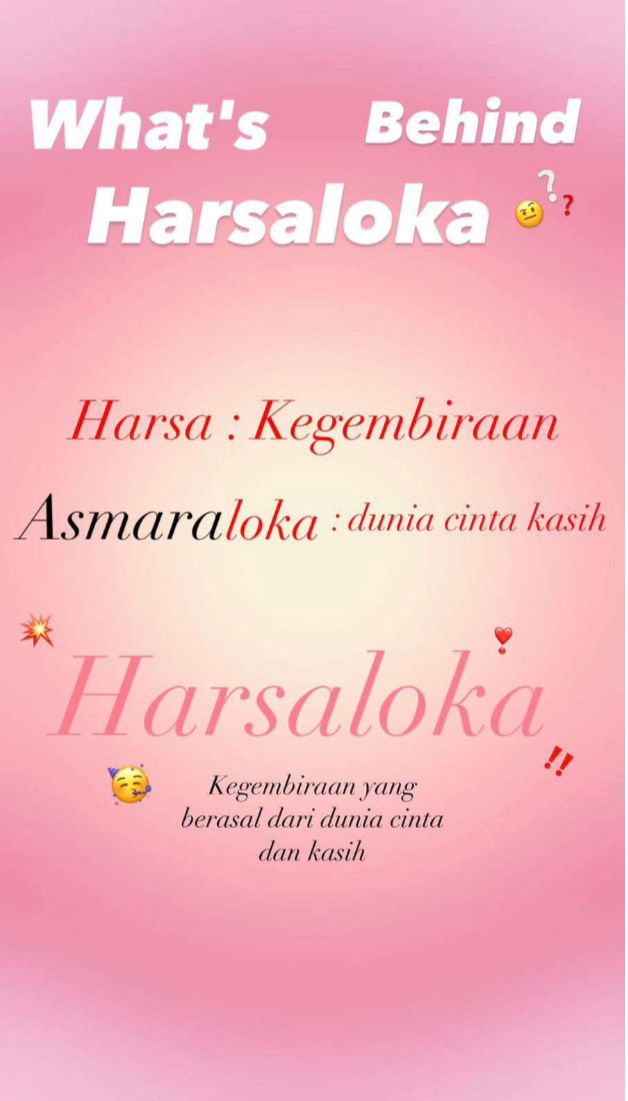 What's Behind
Harsaloka 🤨❔❓
Harsa : Kegembiraan
Asmaraloka : dunia cinta kasih
Harsaloka
Kegembiraan yang
berasal dari dunia cinta
dan kasih